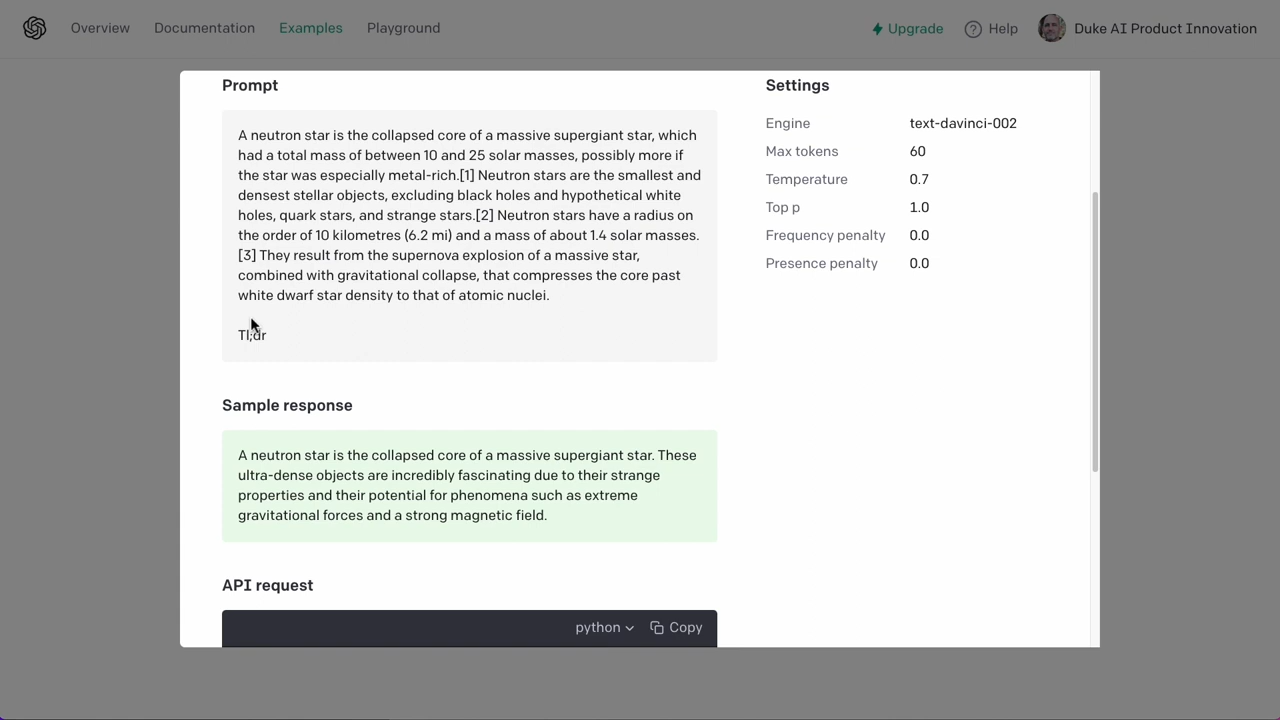 Overview Documentation Examples Playground Upgrade Help Duke AI Product Innovation
Prompt
A neutron star is the collapsed core of a massive supergiant star, which
had a total mass of between 10 and 25 solar masses, possibly more if
the star was especially metal-rich.[1] Neutron stars are the smallest and
densest stellar objects, excluding black holes and hypothetical white
holes, quark stars, and strange stars.[2] Neutron stars have a radius on
the order of 10 kilometres (6.2 mi) and a mass of about 1.4 solar masses.
[3] They result from the supernova explosion of a massive star,
combined with gravitational collapse, that compresses the core past
white dwarf star density to that of atomic nuclei.
Tl;dr
Settings
Engine text-davinci-002
Max tokens 60
Temperature 0.7
Top p 1.0
Frequency penalty 0.0
Presence penalty 0.0
Sample response
A neutron star is the collapsed core of a massive supergiant star. These
ultra-dense objects are incredibly fascinating due to their strange
properties and their potential for phenomena such as extreme
gravitational forces and a strong magnetic field.
API request
python Copy